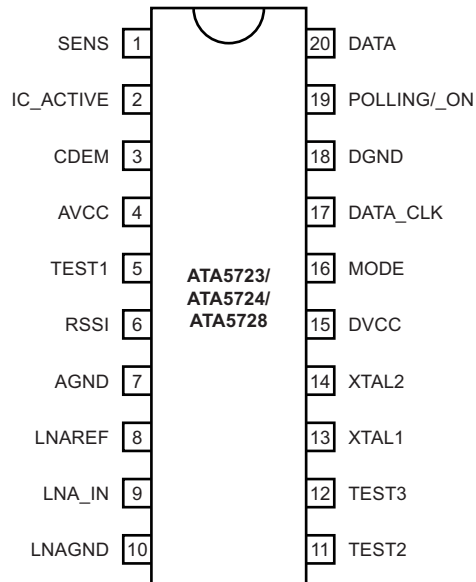 SENS 1
20 DATA
IC_ACTIVE 2
19 POLLING/_ON
CDEM 3
18 DGND
AVCC 4
17 DATA_CLK
TEST1 5
16 MODE
ATA5723/
ATA5724/
ATA5728
RSSI 6
15 DVCC
AGND 7
14 XTAL2
LNAREF 8
13 XTAL1
LNA_IN 9
12 TEST3
LNAGND 10
11 TEST2